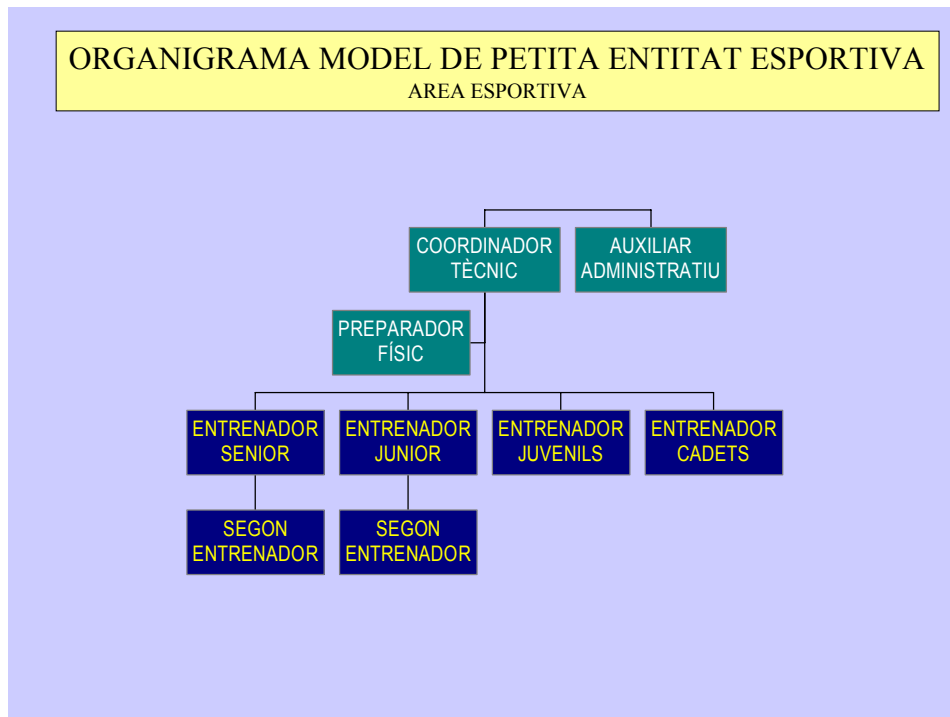 ORGANIGRAMA MODEL DE PETITA ENTITAT ESPORTIVA
AREA ESPORTIVA
COORDINADOR
TÈCNIC
AUXILIAR
ADMINISTRATIU
PREPARADOR
FÍSIC
ENTRENADOR
SENIOR
ENTRENADOR
JUNIOR
ENTRENADOR
JUVENILS
ENTRENADOR
CADETS
SEGON
ENTRENADOR
SEGON
ENTRENADOR